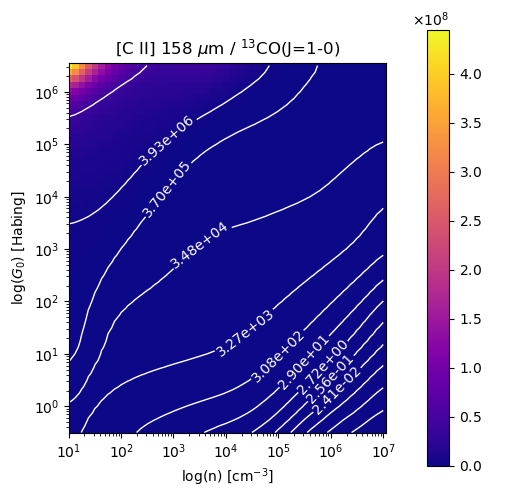 ×10⁸
[C II] 158 μm / ¹³CO(J=1-0)
log(G₀) [Habing]
10⁶
10⁵
10⁴
10³
10²
10¹
10⁰
3.93e+06
3.70e+05
3.48e+04
3.27e+03
3.08e+02
2.90e+01
2.72e+00
2.56e-01
2.41e-02
10¹ 10² 10³ 10⁴ 10⁵ 10⁶ 10⁷
log(n) [cm⁻³]
4.0
3.5
3.0
2.5
2.0
1.5
1.0
0.5
0.0